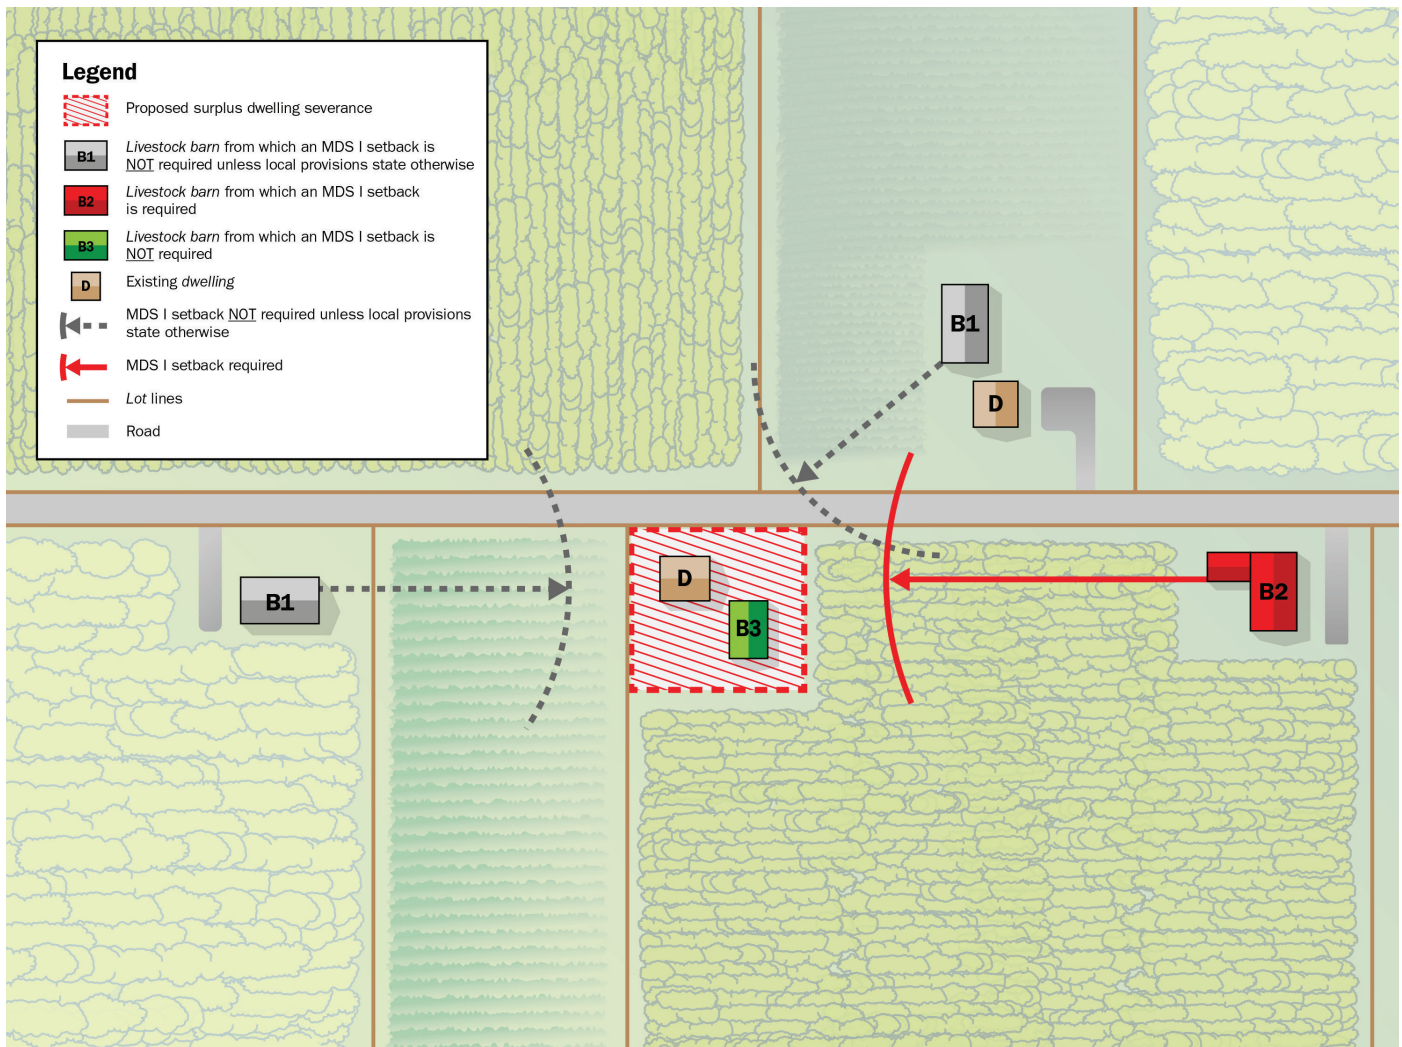 Legend
Proposed surplus dwelling severance
B1
Livestock barn from which an MDS I setback is
NOT required unless local provisions state otherwise
B2
Livestock barn from which an MDS I setback
is required
B3
Livestock barn from which an MDS I setback is
NOT required
D
Existing dwelling
MDS I setback NOT required unless local provisions
state otherwise
MDS I setback required
Lot lines
Road
B1
D
B1
D
B3
B2